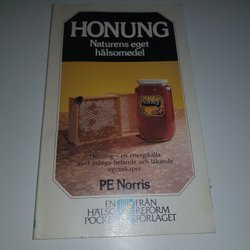 HONUNG
Naturens eget
hälsomedel
honey
Honung – en energikälla
med många helande och läkande
egenskaper.
PE Norris
EN FRÅN
HÄLSO REFORM
POCKET FÖRLAGET